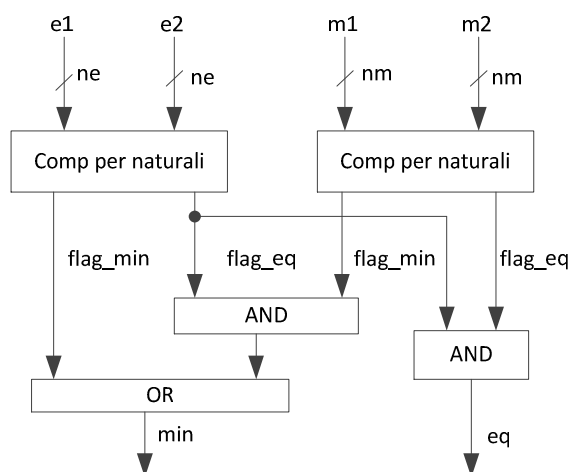 e1 e2 m1 m2
ne ne nm nm
Comp per naturali Comp per naturali
flag_min flag_eq flag_min flag_eq
AND
AND
OR
min eq